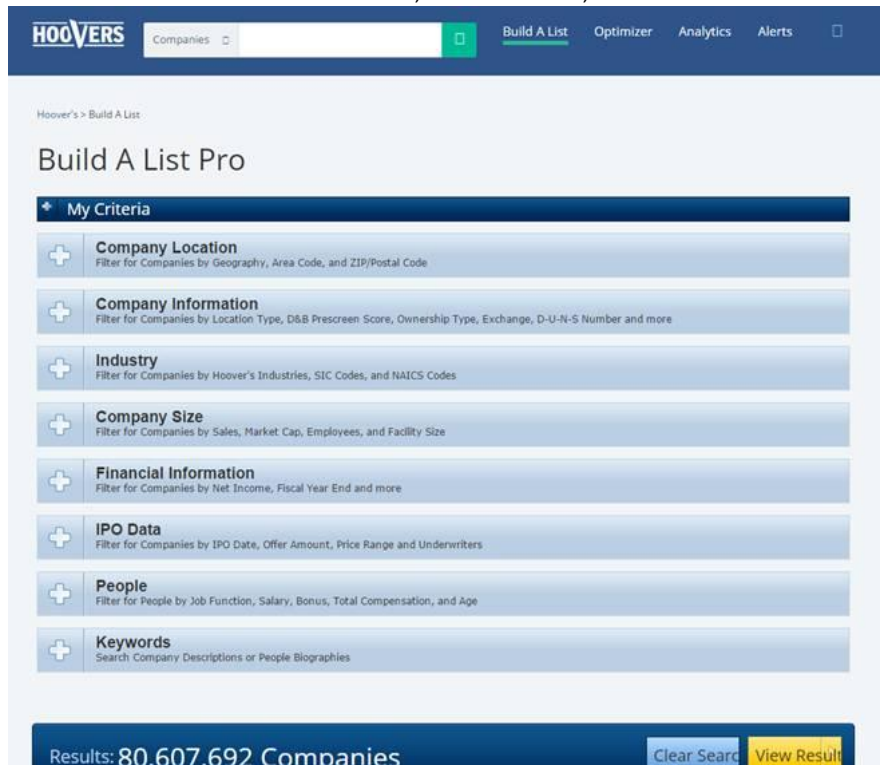 HOOVERS
Companies
Build A List
Optimizer
Analytics
Alerts
Hoover's > Build A List
Build A List Pro
My Criteria
Company Location
Filter for Companies by Geography, Area Code, and ZIP/Postal Code
Company Information
Filter for Companies by Location Type, D&B Prescreen Score, Ownership Type, Exchange, D-U-N-S Number and more
Industry
Filter for Companies by Hoover's Industries, SIC Codes, and NAICS Codes
Company Size
Filter for Companies by Sales, Market Cap, Employees, and Facility Size
Financial Information
Filter for Companies by Net Income, Fiscal Year End and more
IPO Data
Filter for Companies by IPO Date, Offer Amount, Price Range and Underwriters
People
Filter for People by Job Function, Salary, Bonus, Total Compensation, and Age
Keywords
Search Company Descriptions or People Biographies
Results: 80,607,692 Companies
Clear Searc
View Result